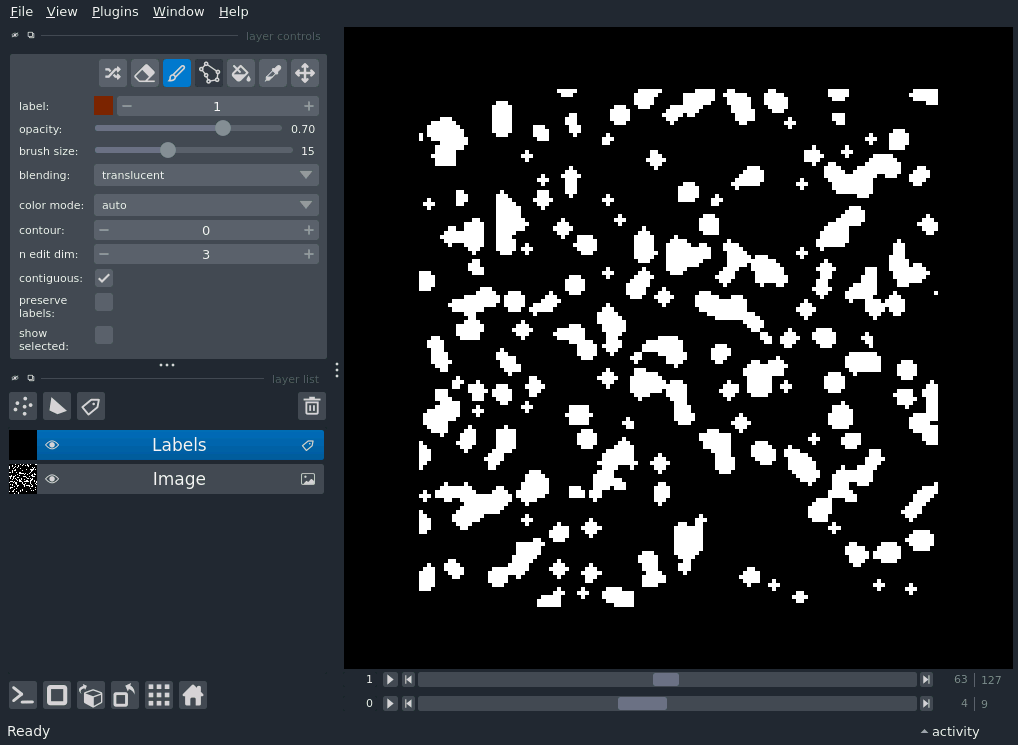 File View Plugins Window Help
layer controls
label: 1
opacity: 0.70
brush size: 15
blending: translucent
color mode: auto
contour: 0
n edit dim: 3
contiguous:
preserve
labels:
show
selected:
layer list
Labels
Image
1 63 127
0 4 9
Ready activity